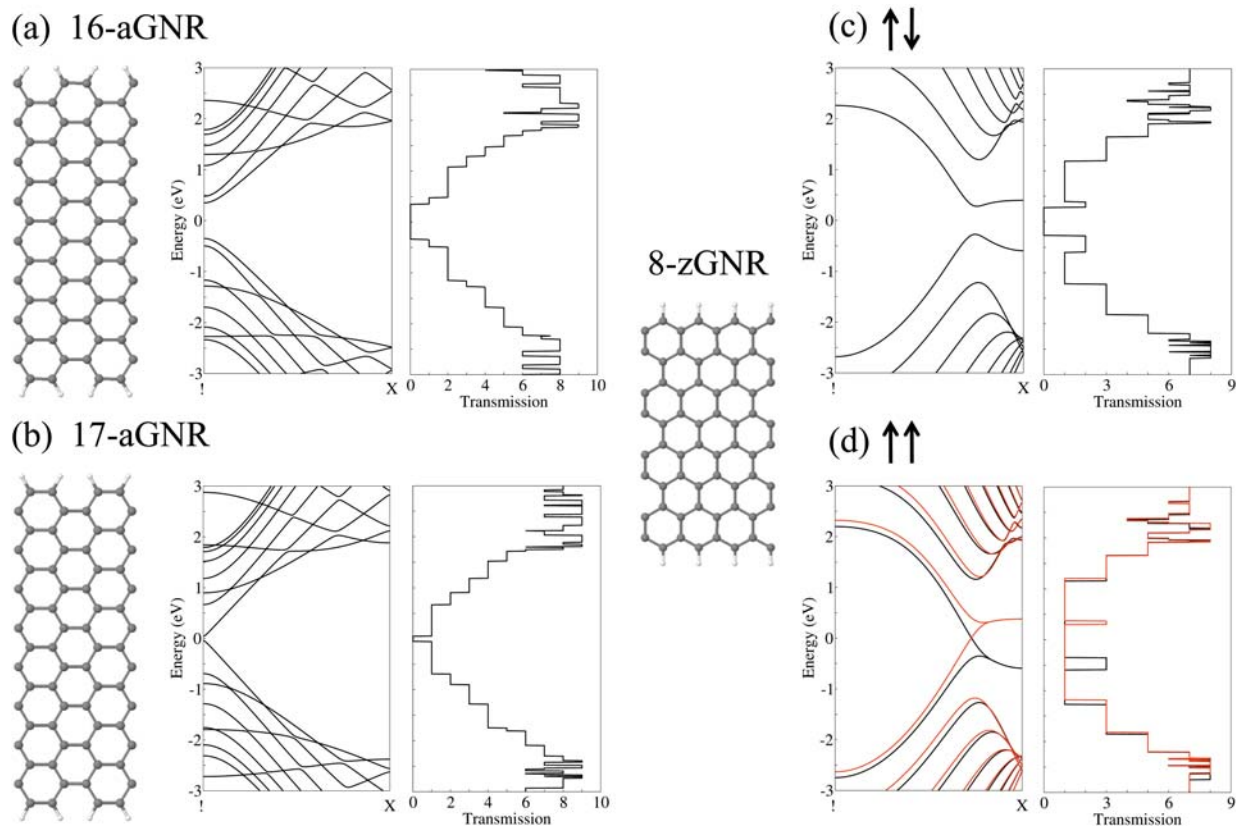 (a) 16-aGNR
3
2
1
0
-1
-2
-3
Energy (eV)
!
X
0 2 4 6 8 10
Transmission
(b) 17-aGNR
3
2
1
0
-1
-2
-3
Energy (eV)
!
X
0 2 4 6 8 10
Transmission
8-zGNR
(c) ↑↓
3
2
1
0
-1
-2
-3
Energy (eV)
!
X
0 3 6 9
Transmission
(d) ↑↑
3
2
1
0
-1
-2
-3
Energy (eV)
!
X
0 3 6 9
Transmission